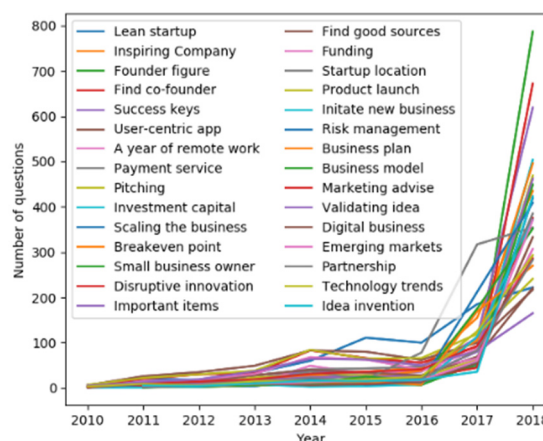 800
700
600
500
400
300
200
100
0
Number of questions
Lean startup
Inspiring Company
Founder figure
Find co-founder
Success keys
User-centric app
A year of remote work
Payment service
Pitching
Investment capital
Scaling the business
Breakeven point
Small business owner
Disruptive innovation
Important items
Find good sources
Funding
Startup location
Product launch
Initate new business
Risk management
Business plan
Business model
Marketing advise
Validating idea
Digital business
Emerging markets
Partnership
Technology trends
Idea invention
2010 2011 2012 2013 2014 2015 2016 2017 2018
Year